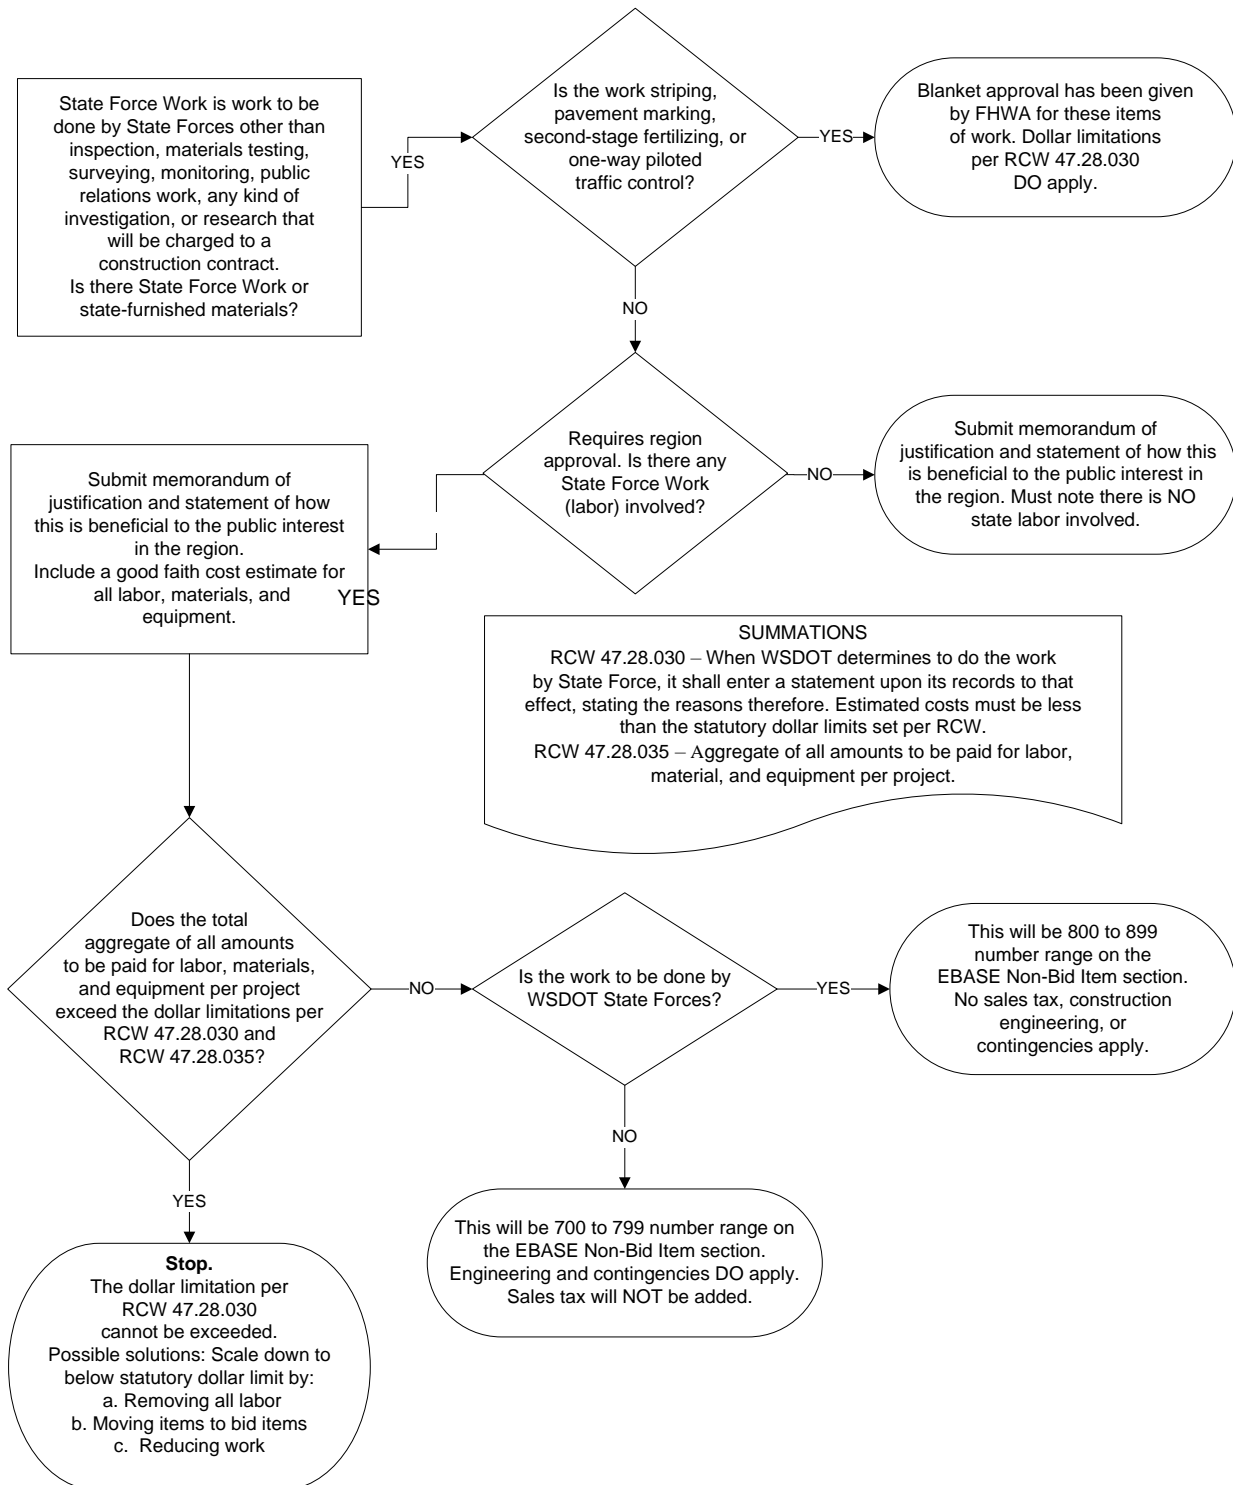 State Force Work is work to be
done by State Forces other than
inspection, materials testing,
surveying, monitoring, public
relations work, any kind of
investigation, or research that
will be charged to a
construction contract.
Is there State Force Work or
state-furnished materials?
YES
Is the work striping,
pavement marking,
second-stage fertilizing, or
one-way piloted
traffic control?
YES
Blanket approval has been given
by FHWA for these items
of work. Dollar limitations
per RCW 47.28.030
DO apply.
NO
Requires region
approval. Is there any
State Force Work
(labor) involved?
NO
Submit memorandum of
justification and statement of how this
is beneficial to the public interest in
the region. Must note there is NO
state labor involved.
YES
Submit memorandum of
justification and statement of how
this is beneficial to the public interest
in the region.
Include a good faith cost estimate for
all labor, materials, and
equipment.
SUMMATIONS
RCW 47.28.030 – When WSDOT determines to do the work
by State Force, it shall enter a statement upon its records to that
effect, stating the reasons therefore. Estimated costs must be less
than the statutory dollar limits set per RCW.
RCW 47.28.035 – Aggregate of all amounts to be paid for labor,
material, and equipment per project.
Does the total
aggregate of all amounts
to be paid for labor, materials,
and equipment per project
exceed the dollar limitations per
RCW 47.28.030 and
RCW 47.28.035?
NO
Is the work to be done by
WSDOT State Forces?
YES
This will be 800 to 899
number range on the
EBASE Non-Bid Item section.
No sales tax, construction
engineering, or
contingencies apply.
NO
This will be 700 to 799 number range on
the EBASE Non-Bid Item section.
Engineering and contingencies DO apply.
Sales tax will NOT be added.
YES
Stop.
The dollar limitation per
RCW 47.28.030
cannot be exceeded.
Possible solutions: Scale down to
below statutory dollar limit by:
a. Removing all labor
b. Moving items to bid items
c. Reducing work